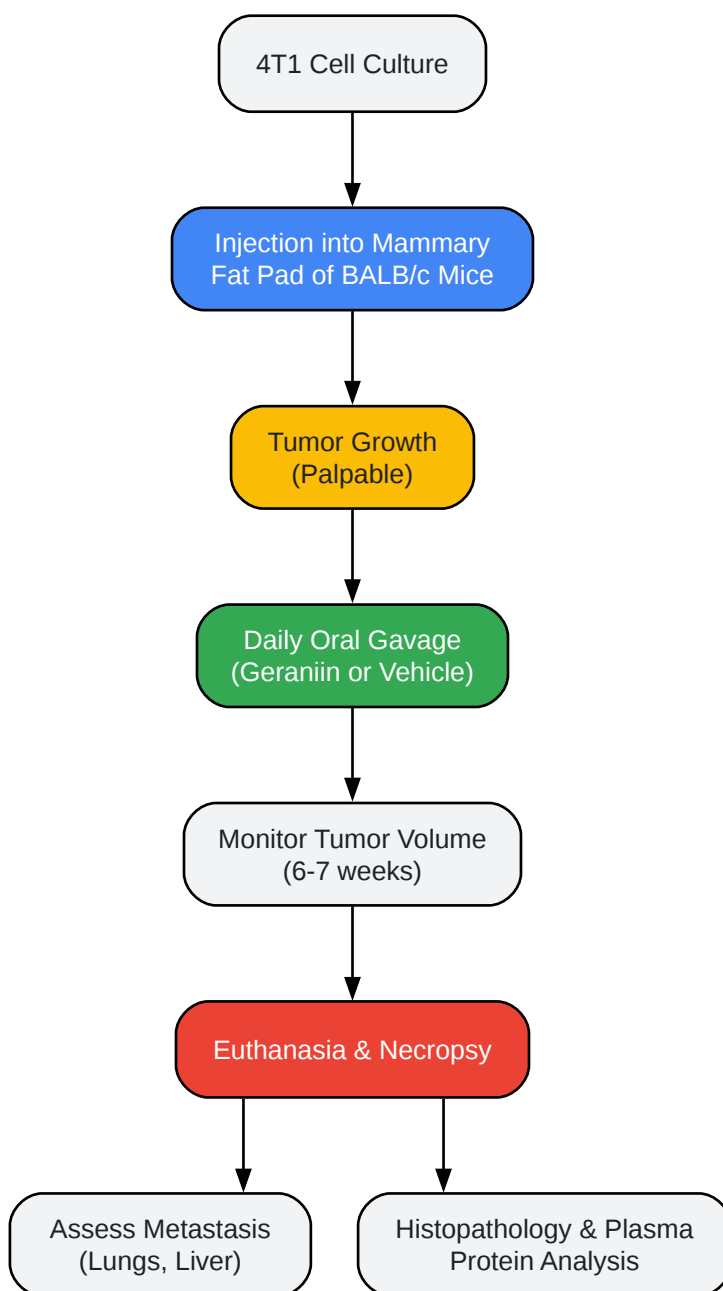 4T1 Cell Culture
Injection into Mammary
Fat Pad of BALB/c Mice
Tumor Growth
(Palpable)
Daily Oral Gavage
(Geraniin or Vehicle)
Monitor Tumor Volume
(6-7 weeks)
Euthanasia & Necropsy
Assess Metastasis
(Lungs, Liver)
Histopathology & Plasma
Protein Analysis